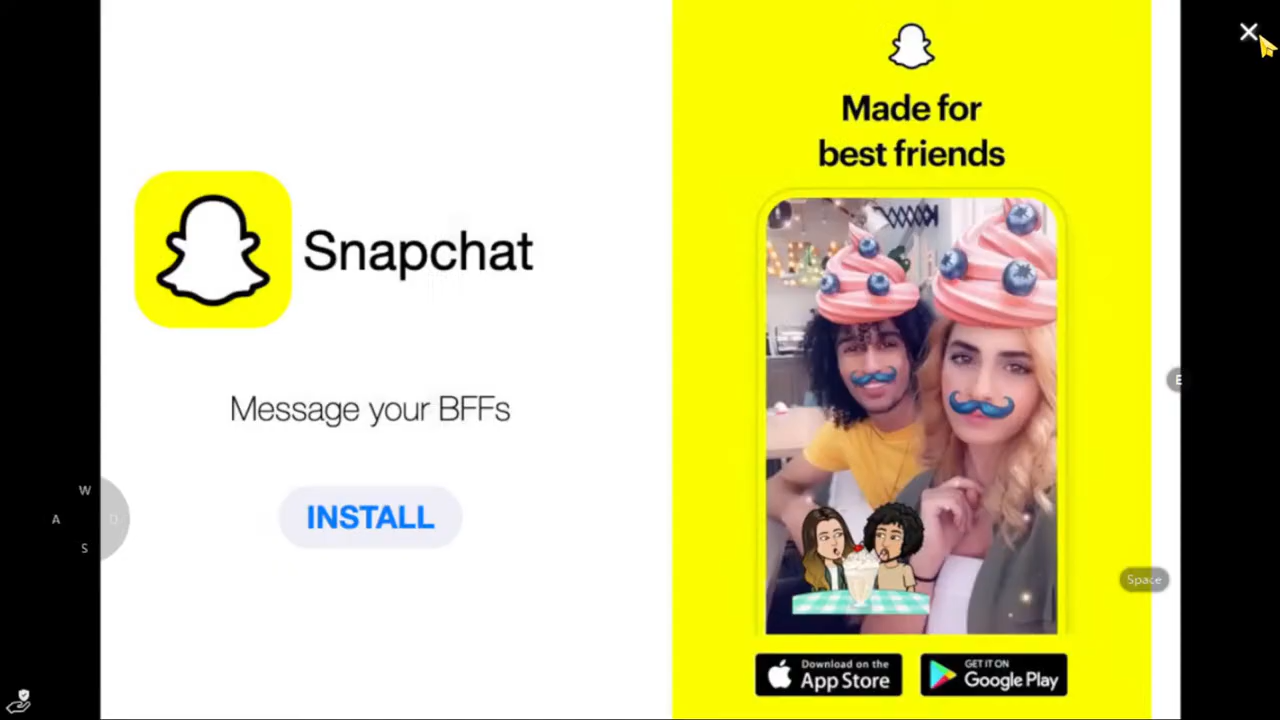 Snapchat
Message your BFFs
INSTALL
Made for
best friends
Download on the
App Store
GET IT ON
Google Play
W
A
D
S
E
Space